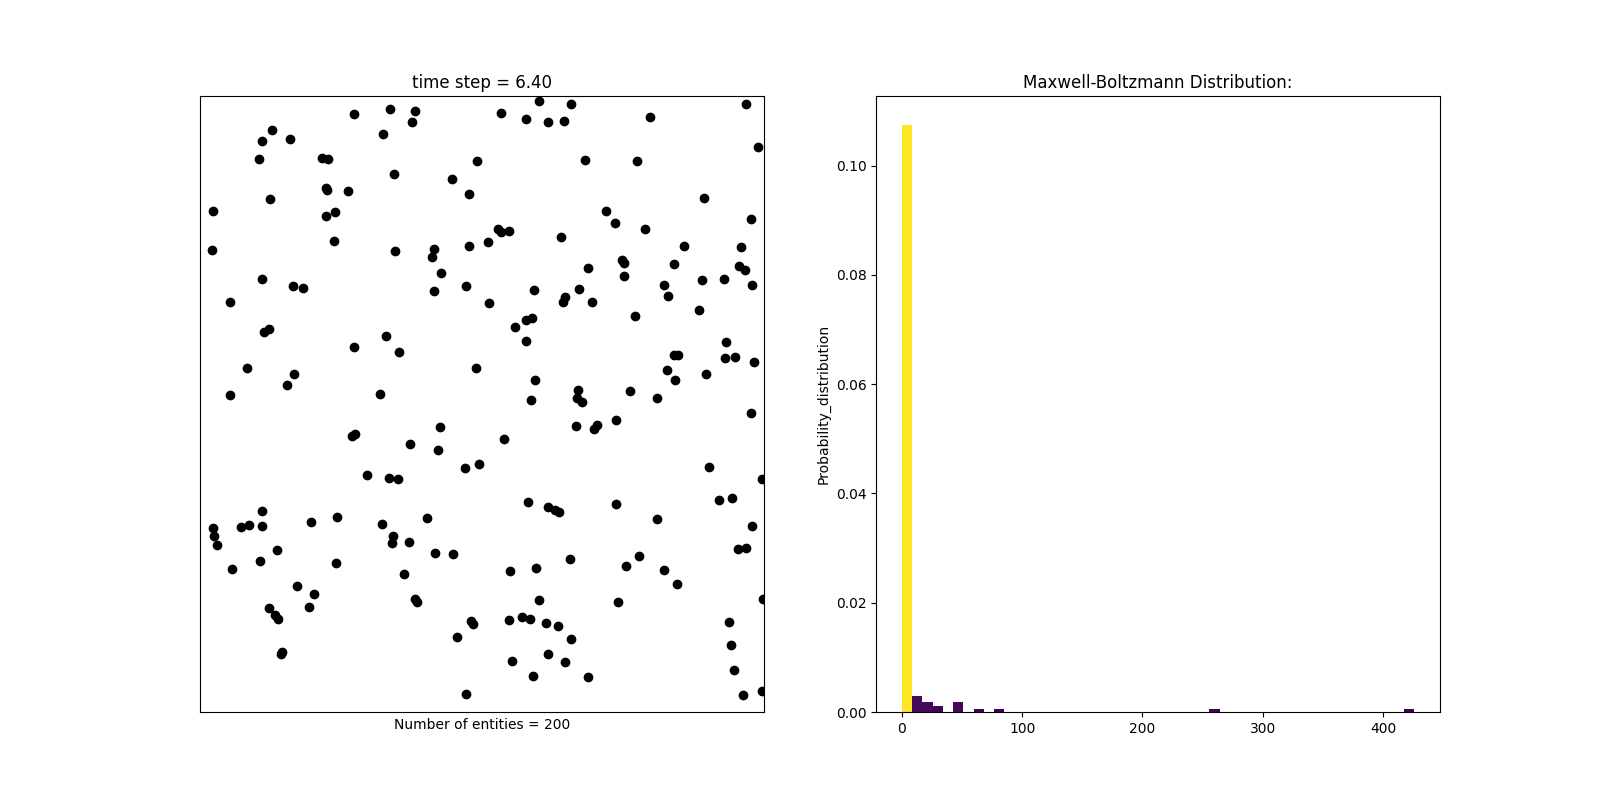 time step = 6.40
Number of entities = 200
Maxwell-Boltzmann Distribution:
Probability_distribution
0.10
0.08
0.06
0.04
0.02
0.00
0 100 200 300 400